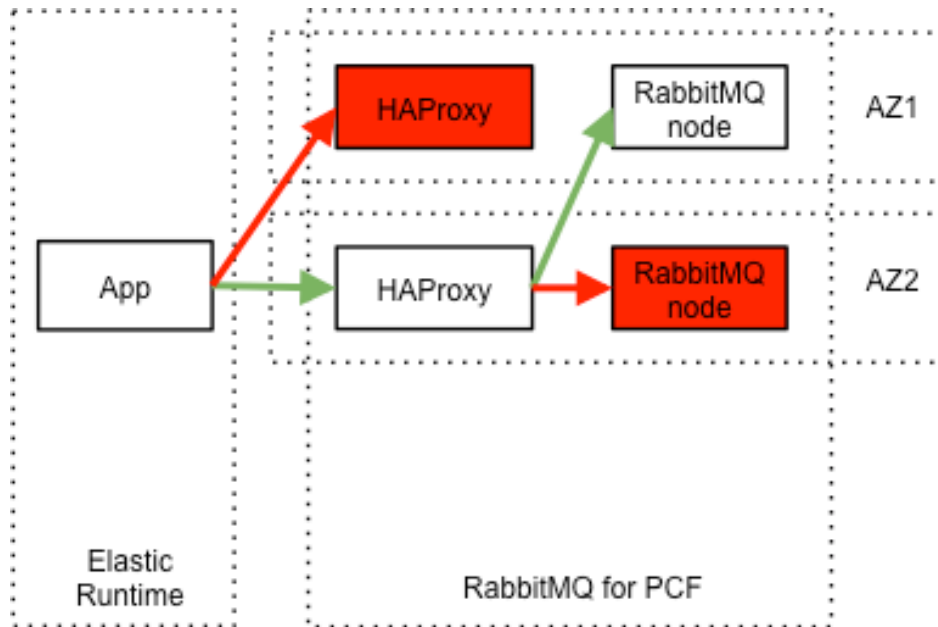 HAProxy
RabbitMQ
node
AZ1
App
HAProxy
RabbitMQ
node
AZ2
Elastic
Runtime
RabbitMQ for PCF